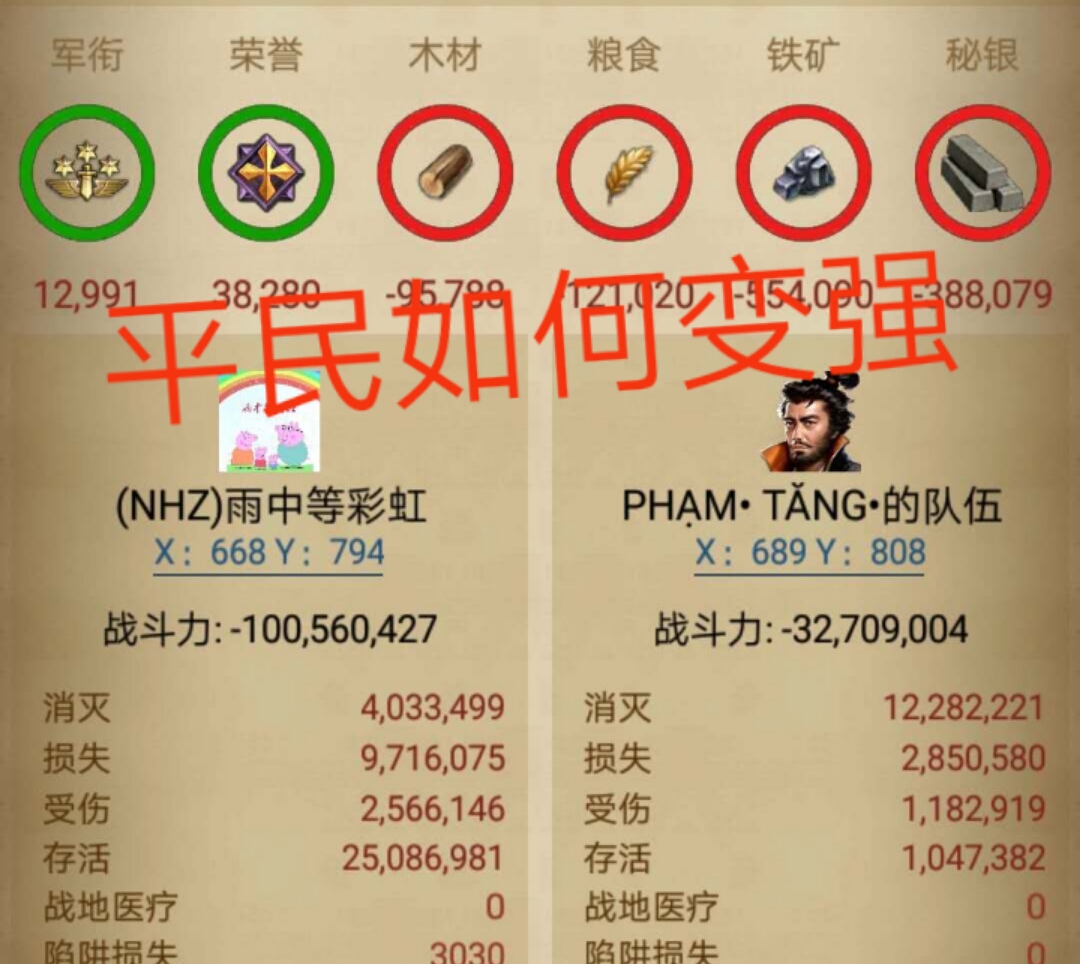 军衔 荣誉 木材 粮食 铁矿 秘银
12,991 38,280 -95,788 -121,020 -554,090 -388,079
平民如何变强
(NHZ)雨中等彩虹 PHẠM• TĂNG•的队伍
X：668 Y：794 X：689 Y：808
战斗力: -100,560,427 战斗力: -32,709,004
消灭 4,033,499 消灭 12,282,221
损失 9,716,075 损失 2,850,580
受伤 2,566,146 受伤 1,182,919
存活 25,086,981 存活 1,047,382
战地医疗 0 战地医疗 0
陷阱损失 3030 陷阱损失 0